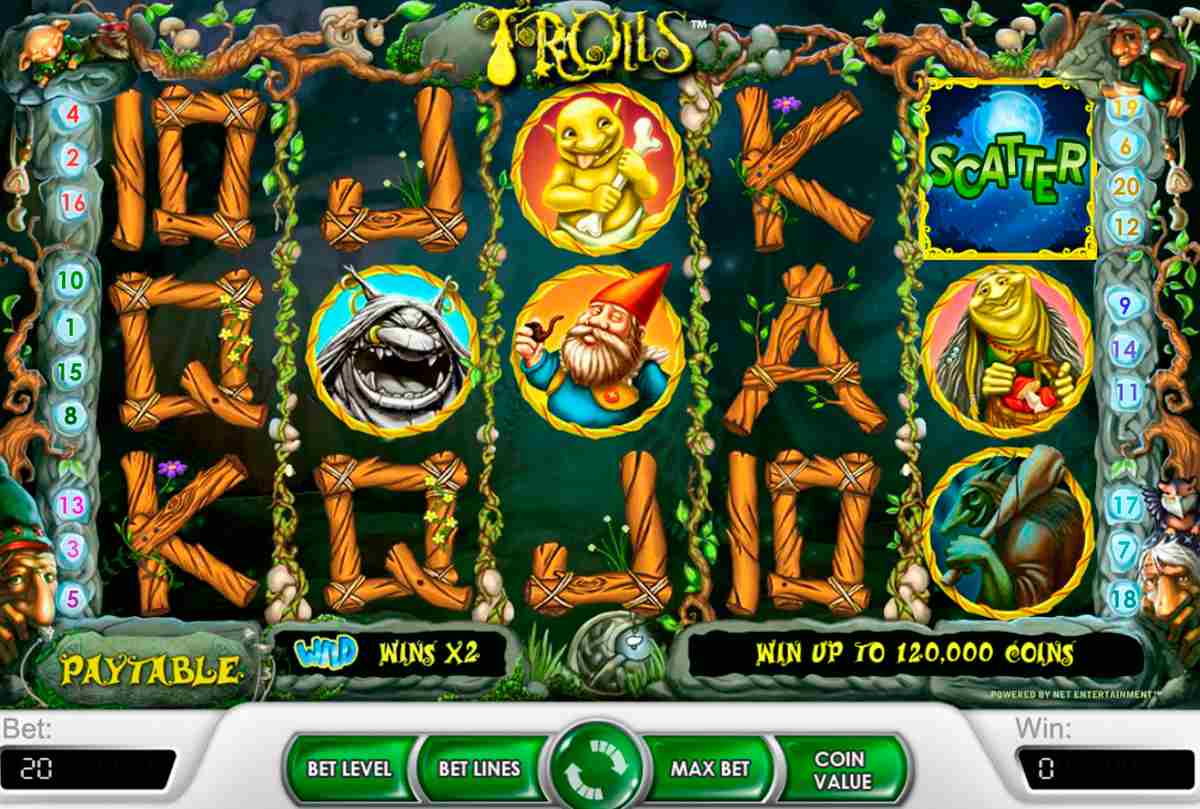 TROLLS™
4
2
16
10
1
15
8
13
3
5
10 J K SCATTER
Q A
K Q J 10
19
6
20
12
9
14
11
17
7
18
PAYTABLE
WILD WINS X2
WIN UP TO 120,000 COINS
POWERED BY NET ENTERTAINMENT™
Bet:
20
BET LEVEL
BET LINES
MAX BET
COIN
VALUE
Win:
0